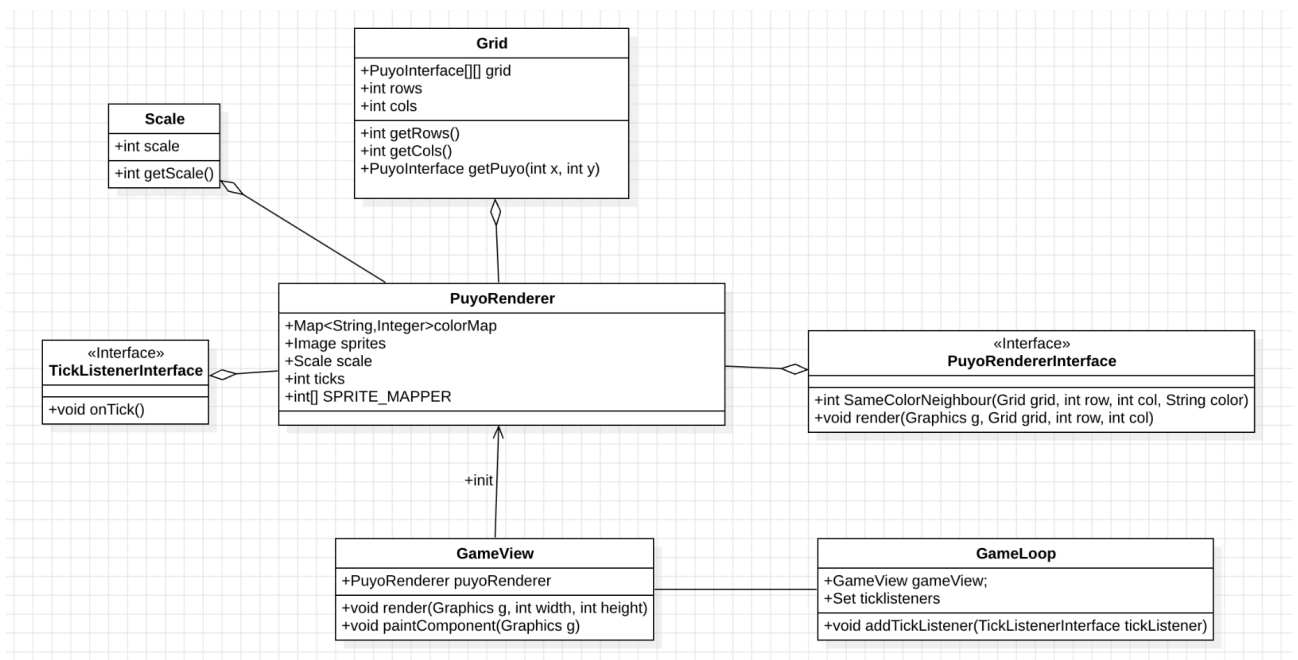 Grid
+PuyoInterface[][] grid
+int rows
+int cols
+int getRows()
+int getCols()
+PuyoInterface getPuyo(int x, int y)
Scale
+int scale
+int getScale()
PuyoRenderer
+Map<String,Integer>colorMap
+Image sprites
+Scale scale
+int ticks
+int[] SPRITE_MAPPER
«Interface»
TickListenerInterface
+void onTick()
«Interface»
PuyoRendererInterface
+int SameColorNeighbour(Grid grid, int row, int col, String color)
+void render(Graphics g, Grid grid, int row, int col)
+init
GameView
+PuyoRenderer puyoRenderer
+void render(Graphics g, int width, int height)
+void paintComponent(Graphics g)
GameLoop
+GameView gameView;
+Set ticklisteners
+void addTickListener(TickListenerInterface tickListener)